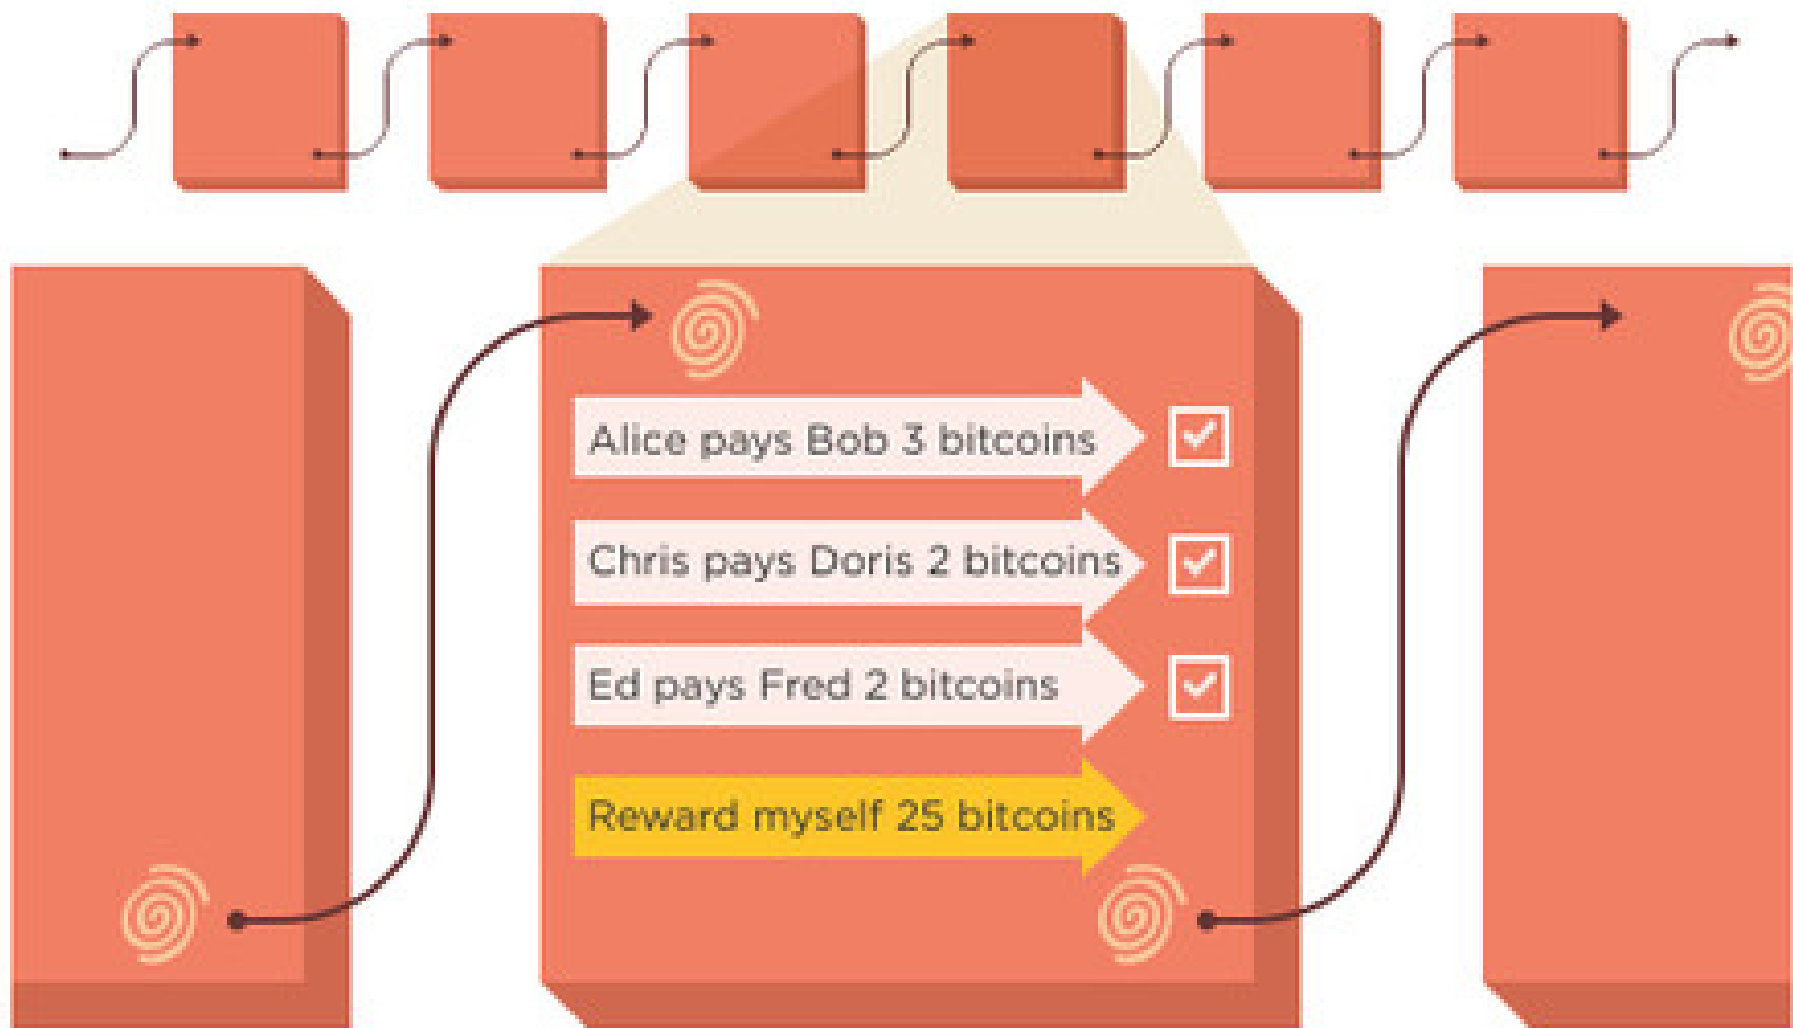 Alice pays Bob 3 bitcoins
Chris pays Doris 2 bitcoins
Ed pays Fred 2 bitcoins
Reward myself 25 bitcoins